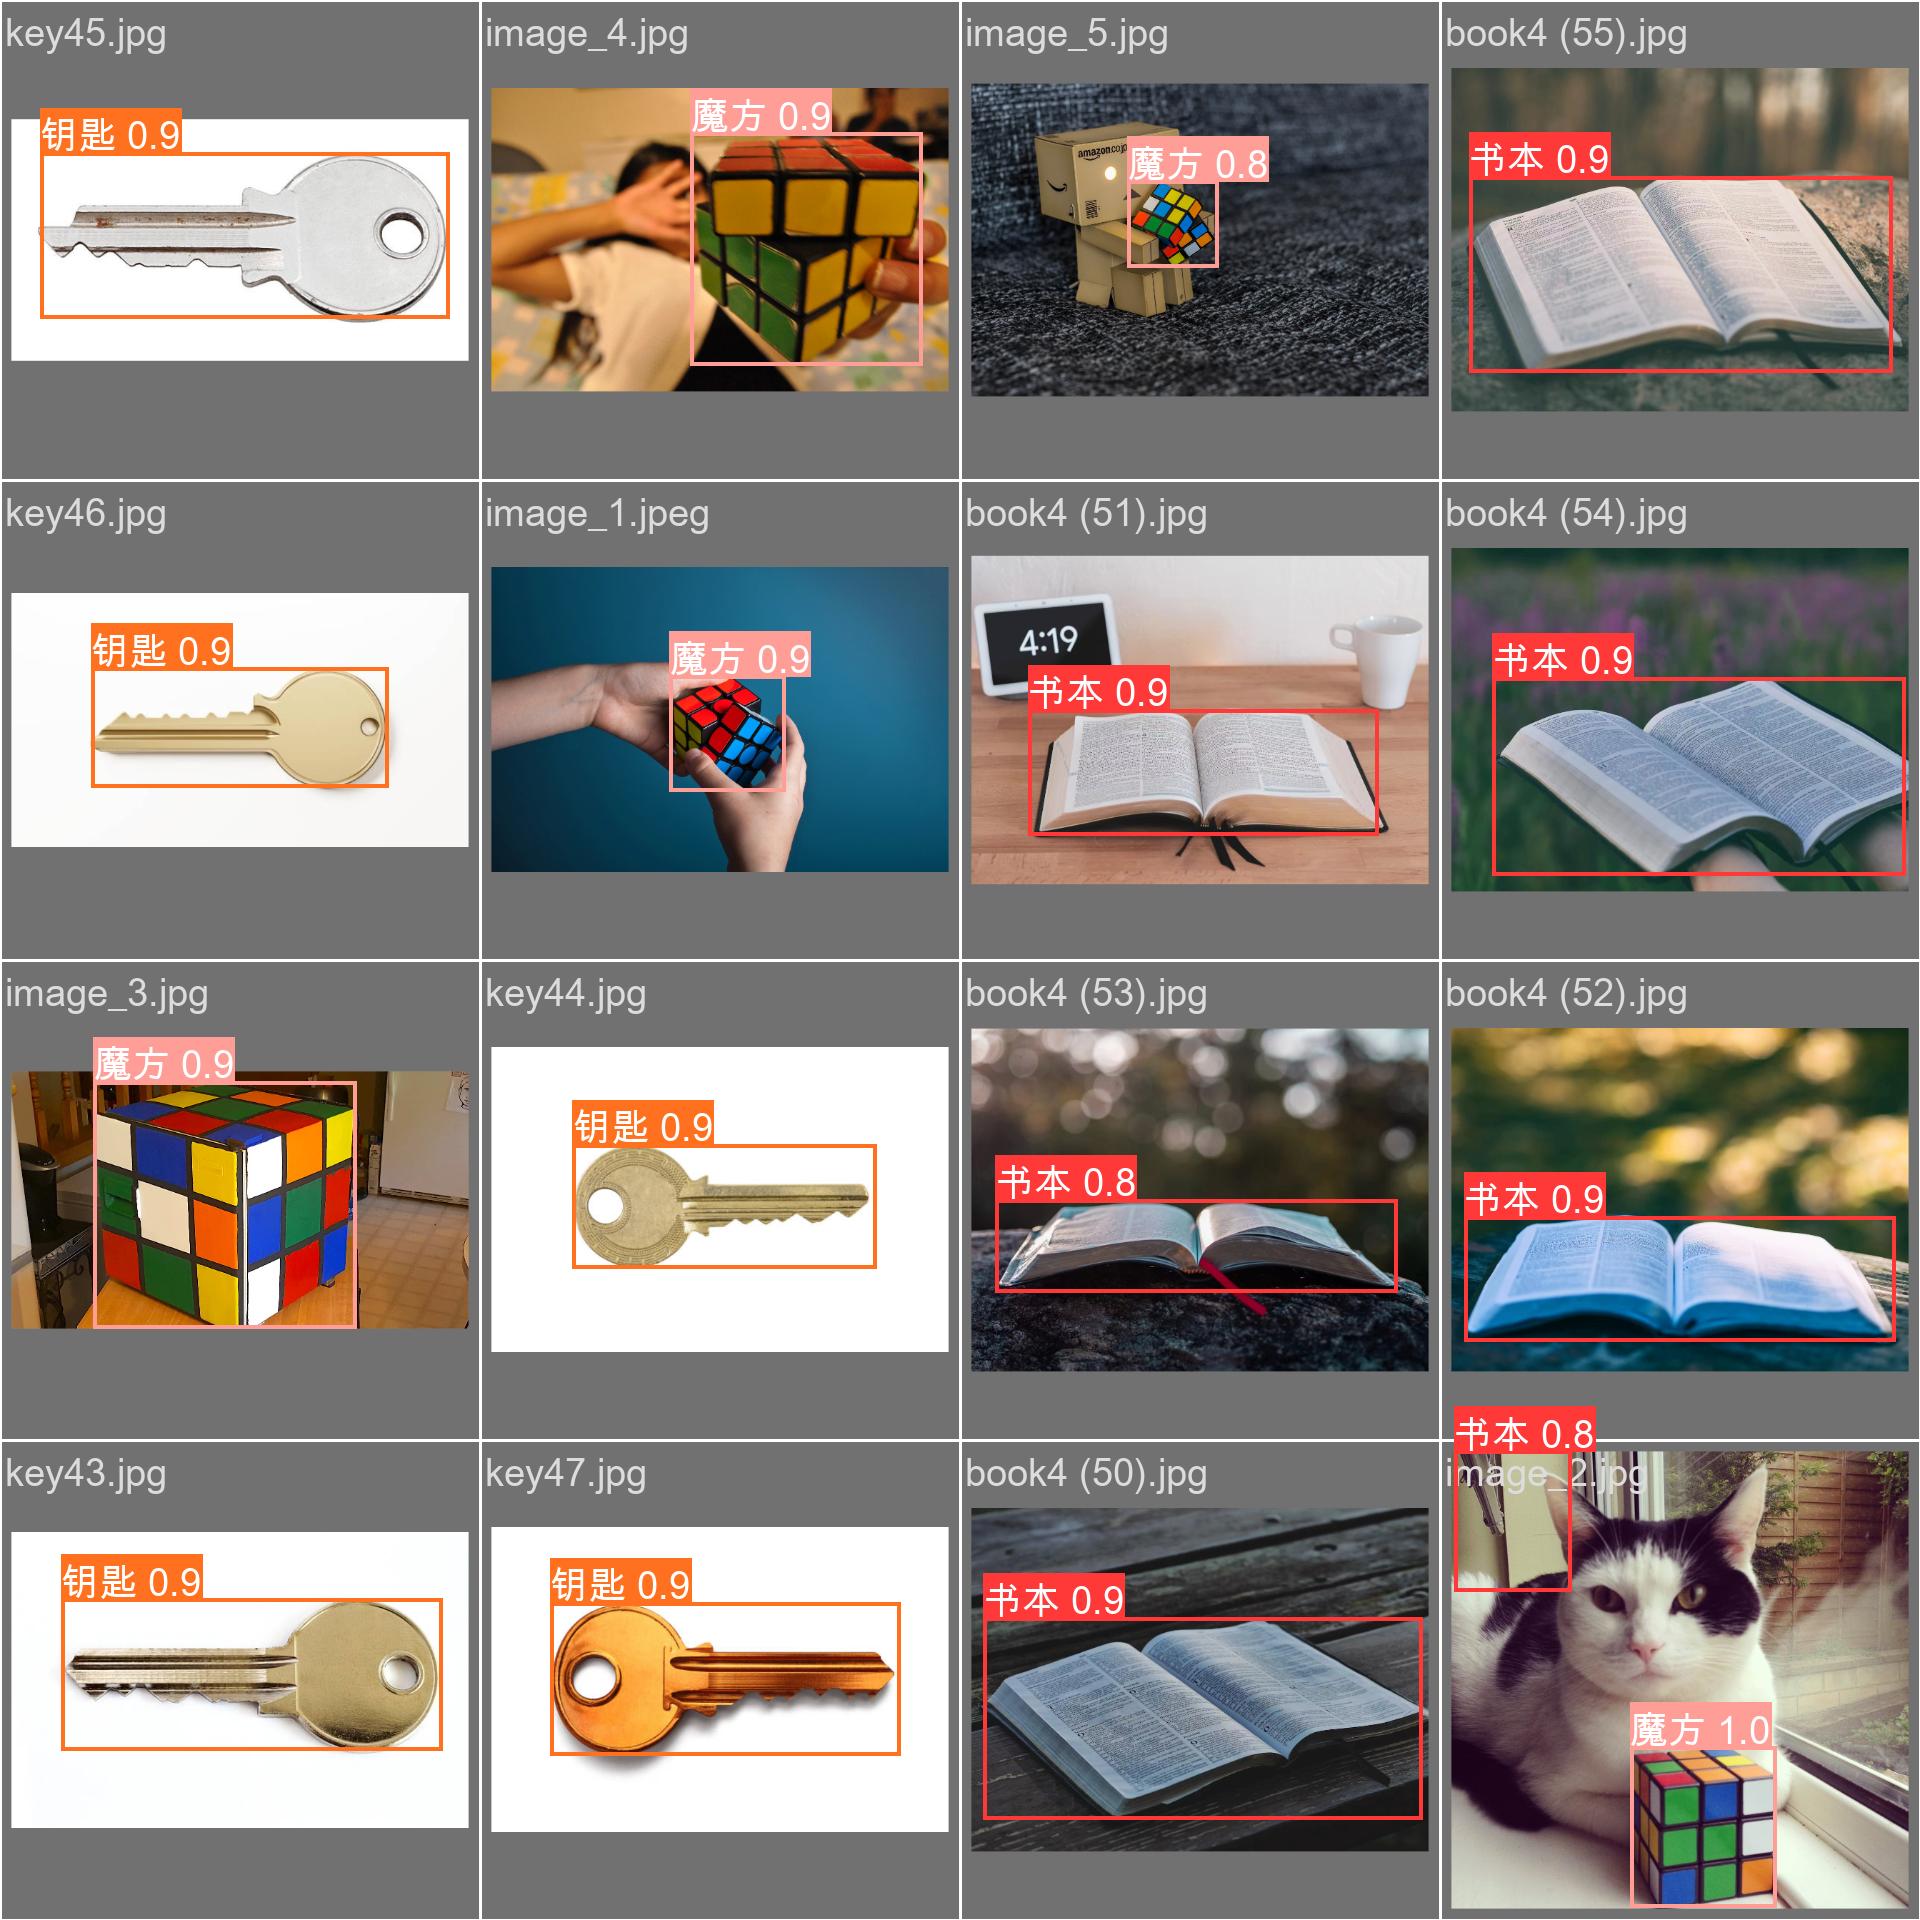 key45.jpg
钥匙 0.9
image_4.jpg
魔方 0.9
image_5.jpg
amazon.co.jp
魔方 0.8
book4 (55).jpg
书本 0.9
key46.jpg
钥匙 0.9
image_1.jpeg
魔方 0.9
book4 (51).jpg
4:19
书本 0.9
book4 (54).jpg
书本 0.9
image_3.jpg
魔方 0.9
key44.jpg
钥匙 0.9
book4 (53).jpg
书本 0.8
book4 (52).jpg
书本 0.9
key43.jpg
钥匙 0.9
key47.jpg
钥匙 0.9
book4 (50).jpg
书本 0.9
书本 0.8
image_2.jpg
魔方 1.0